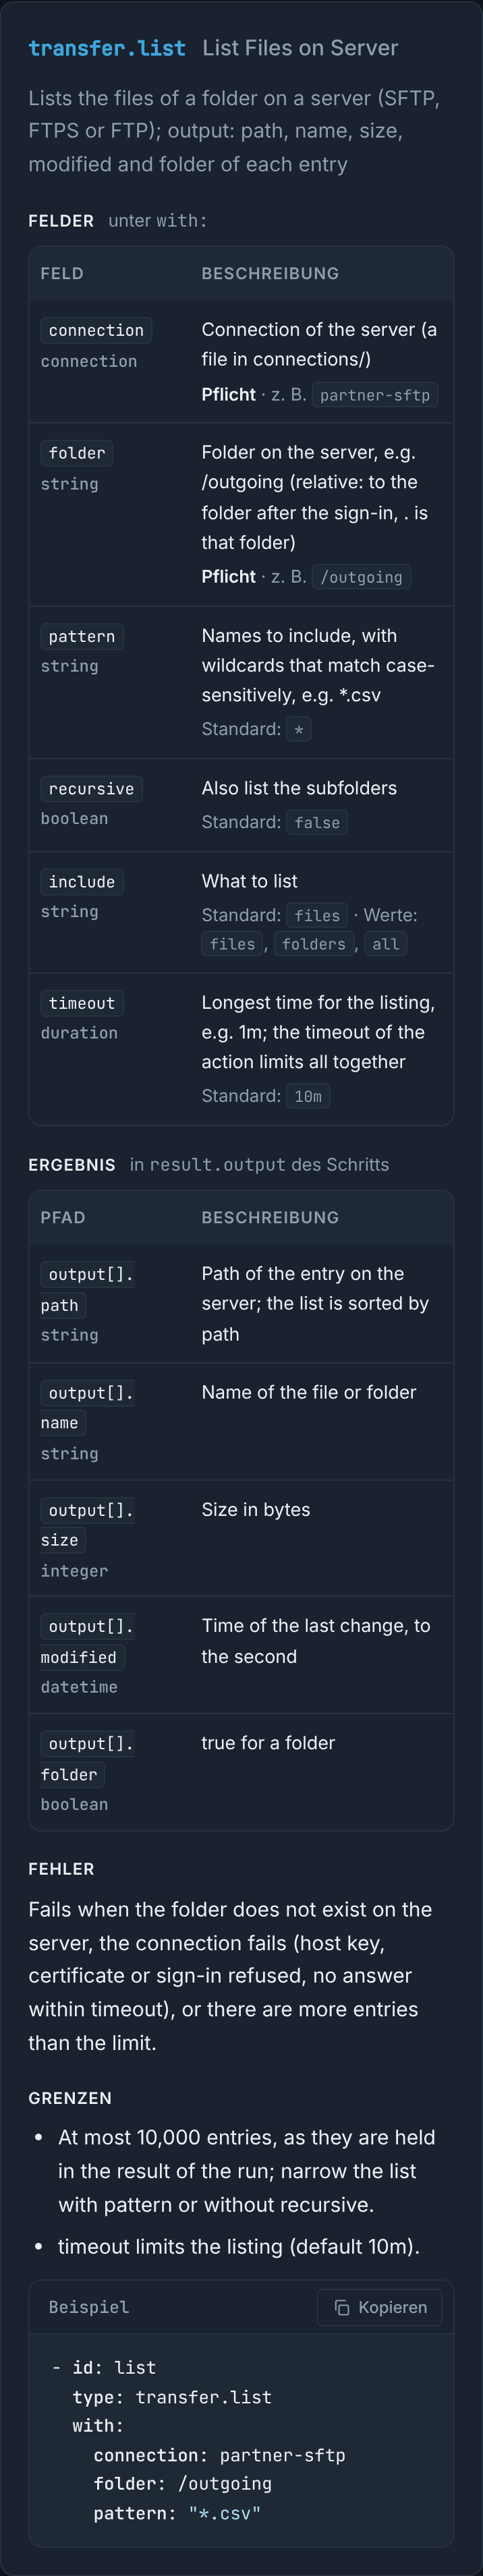 transfer.list List Files on Server
Lists the files of a folder on a server (SFTP,
FTPS or FTP); output: path, name, size,
modified and folder of each entry
FELDER unter with:
FELD BESCHREIBUNG
connection
connection
Connection of the server (a
file in connections/)
Pflicht · z. B. partner-sftp
folder
string
Folder on the server, e.g.
/outgoing (relative: to the
folder after the sign-in, . is
that folder)
Pflicht · z. B. /outgoing
pattern
string
Names to include, with
wildcards that match case-
sensitively, e.g. *.csv
Standard: *
recursive
boolean
Also list the subfolders
Standard: false
include
string
What to list
Standard: files · Werte:
files, folders, all
timeout
duration
Longest time for the listing,
e.g. 1m; the timeout of the
action limits all together
Standard: 10m
ERGEBNIS in result.output des Schritts
PFAD BESCHREIBUNG
output[].
path
string
Path of the entry on the
server; the list is sorted by
path
output[].
name
string
Name of the file or folder
output[].
size
integer
Size in bytes
output[].
modified
datetime
Time of the last change, to
the second
output[].
folder
boolean
true for a folder
FEHLER
Fails when the folder does not exist on the
server, the connection fails (host key,
certificate or sign-in refused, no answer
within timeout), or there are more entries
than the limit.
GRENZEN
• At most 10,000 entries, as they are held
in the result of the run; narrow the list
with pattern or without recursive.
• timeout limits the listing (default 10m).
Beispiel Kopieren
- id: list
type: transfer.list
with:
connection: partner-sftp
folder: /outgoing
pattern: "*.csv"